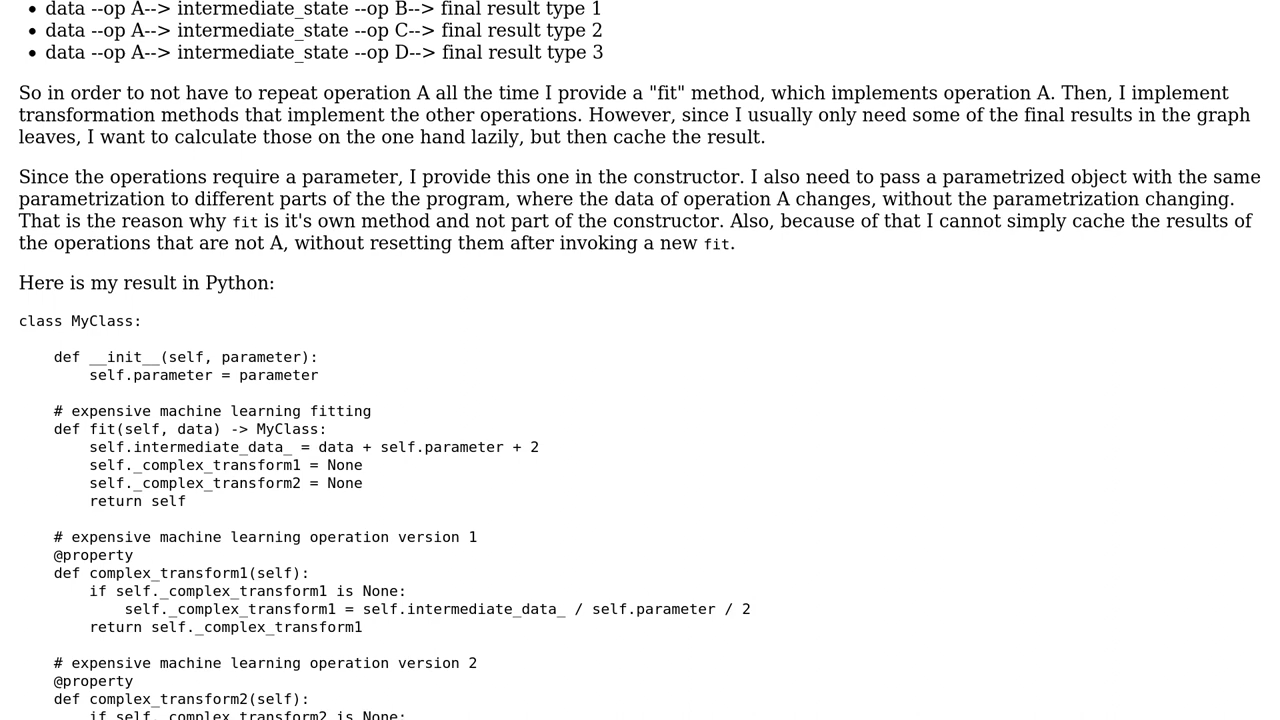 • data --op A--> intermediate_state --op B--> final result type 1
• data --op A--> intermediate_state --op C--> final result type 2
• data --op A--> intermediate_state --op D--> final result type 3
So in order to not have to repeat operation A all the time I provide a "fit" method, which implements operation A. Then, I implement
transformation methods that implement the other operations. However, since I usually only need some of the final results in the graph
leaves, I want to calculate those on the one hand lazily, but then cache the result.
Since the operations require a parameter, I provide this one in the constructor. I also need to pass a parametrized object with the same
parametrization to different parts of the the program, where the data of operation A changes, without the parametrization changing.
That is the reason why fit is it's own method and not part of the constructor. Also, because of that I cannot simply cache the results of
the operations that are not A, without resetting them after invoking a new fit.
Here is my result in Python:
class MyClass:
    def __init__(self, parameter):
        self.parameter = parameter
    # expensive machine learning fitting
    def fit(self, data) -> MyClass:
        self.intermediate_data_ = data + self.parameter + 2
        self._complex_transform1 = None
        self._complex_transform2 = None
        return self
    # expensive machine learning operation version 1
    @property
    def complex_transform1(self):
        if self._complex_transform1 is None:
            self._complex_transform1 = self.intermediate_data_ / self.parameter / 2
        return self._complex_transform1
    # expensive machine learning operation version 2
    @property
    def complex_transform2(self):
        if self._complex_transform2 is None: